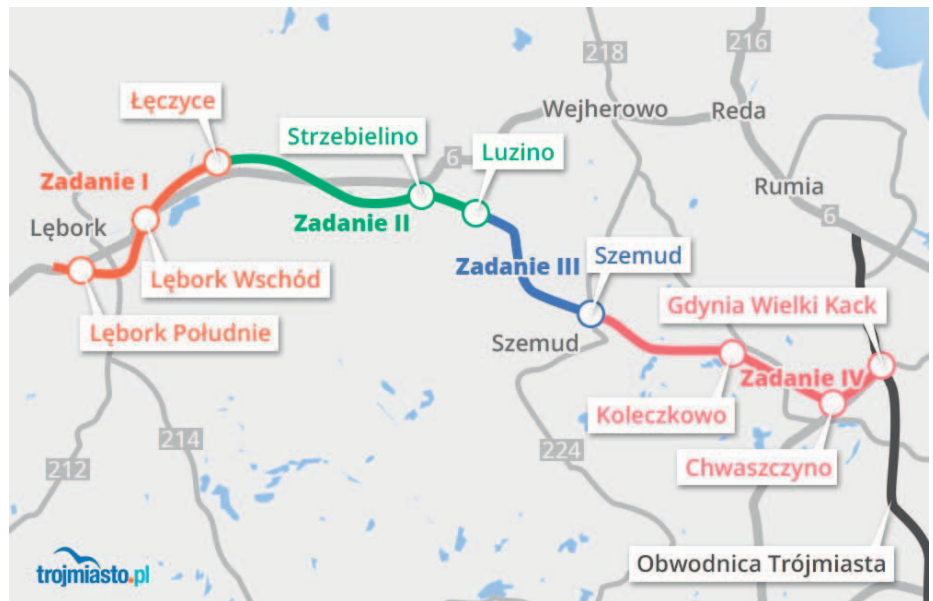 218
216
Łęczyce
Wejherowo
Reda
Strzebielino
6
Luzino
Zadanie I
Rumia
6
Lębork
Zadanie II
Zadanie III
Szemud
Lębork Wschód
Gdynia Wielki Kack
Lębork Południe
Szemud
Zadanie IV
Koleczkowo
214
224
212
Chwaszczyno
Obwodnica Trójmiasta
trojmiasto.pl